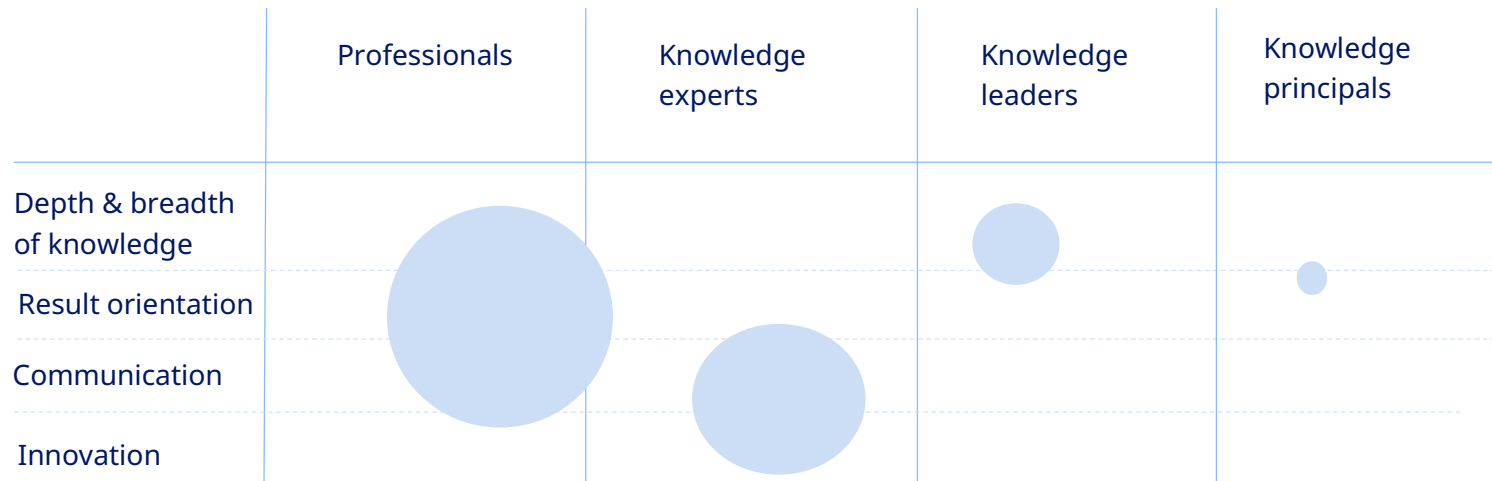 Professionals
Knowledge
experts
Knowledge
leaders
Knowledge
principals
Depth & breadth
of knowledge
Result orientation
Communication
Innovation